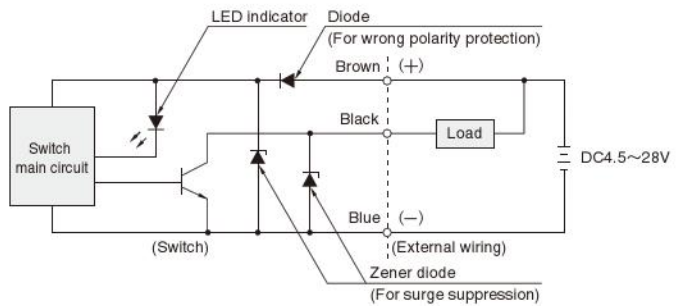 LED indicator
Diode
(For wrong polarity protection)
Brown (+)
Black
Switch
main circuit
Load
DC4.5～28V
Blue (−)
(Switch)
(External wiring)
Zener diode
(For surge suppression)